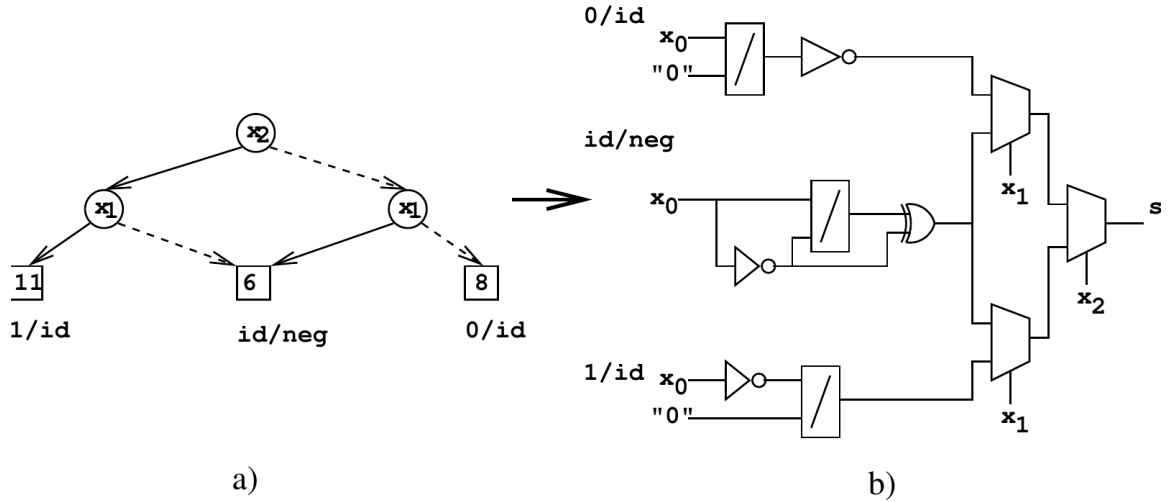 x2
x1 x1
11 6 8
1/id id/neg 0/id
a)
0/id
x0
"0"
x1
id/neg
x0
s
x2
1/id x0
"0"
x1
b)